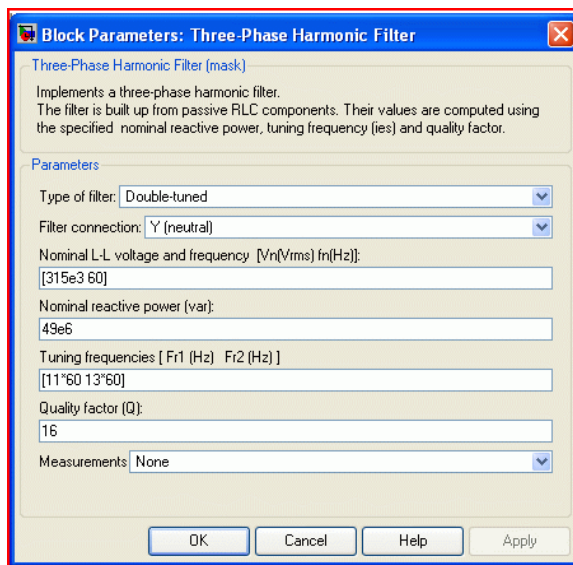 Block Parameters: Three-Phase Harmonic Filter
Three-Phase Harmonic Filter (mask)
Implements a three-phase harmonic filter.
The filter is built up from passive RLC components. Their values are computed using
the specified nominal reactive power, tuning frequency (ies) and quality factor.
Parameters
Type of filter: Double-tuned
Filter connection: Y (neutral)
Nominal L-L voltage and frequency [Vn(Vrms) fn(Hz)]:
[315e3 60]
Nominal reactive power (var):
49e6
Tuning frequencies [ Fr1 (Hz) Fr2 (Hz) ]
[11*60 13*60]
Quality factor (Q):
16
Measurements None
OK Cancel Help Apply